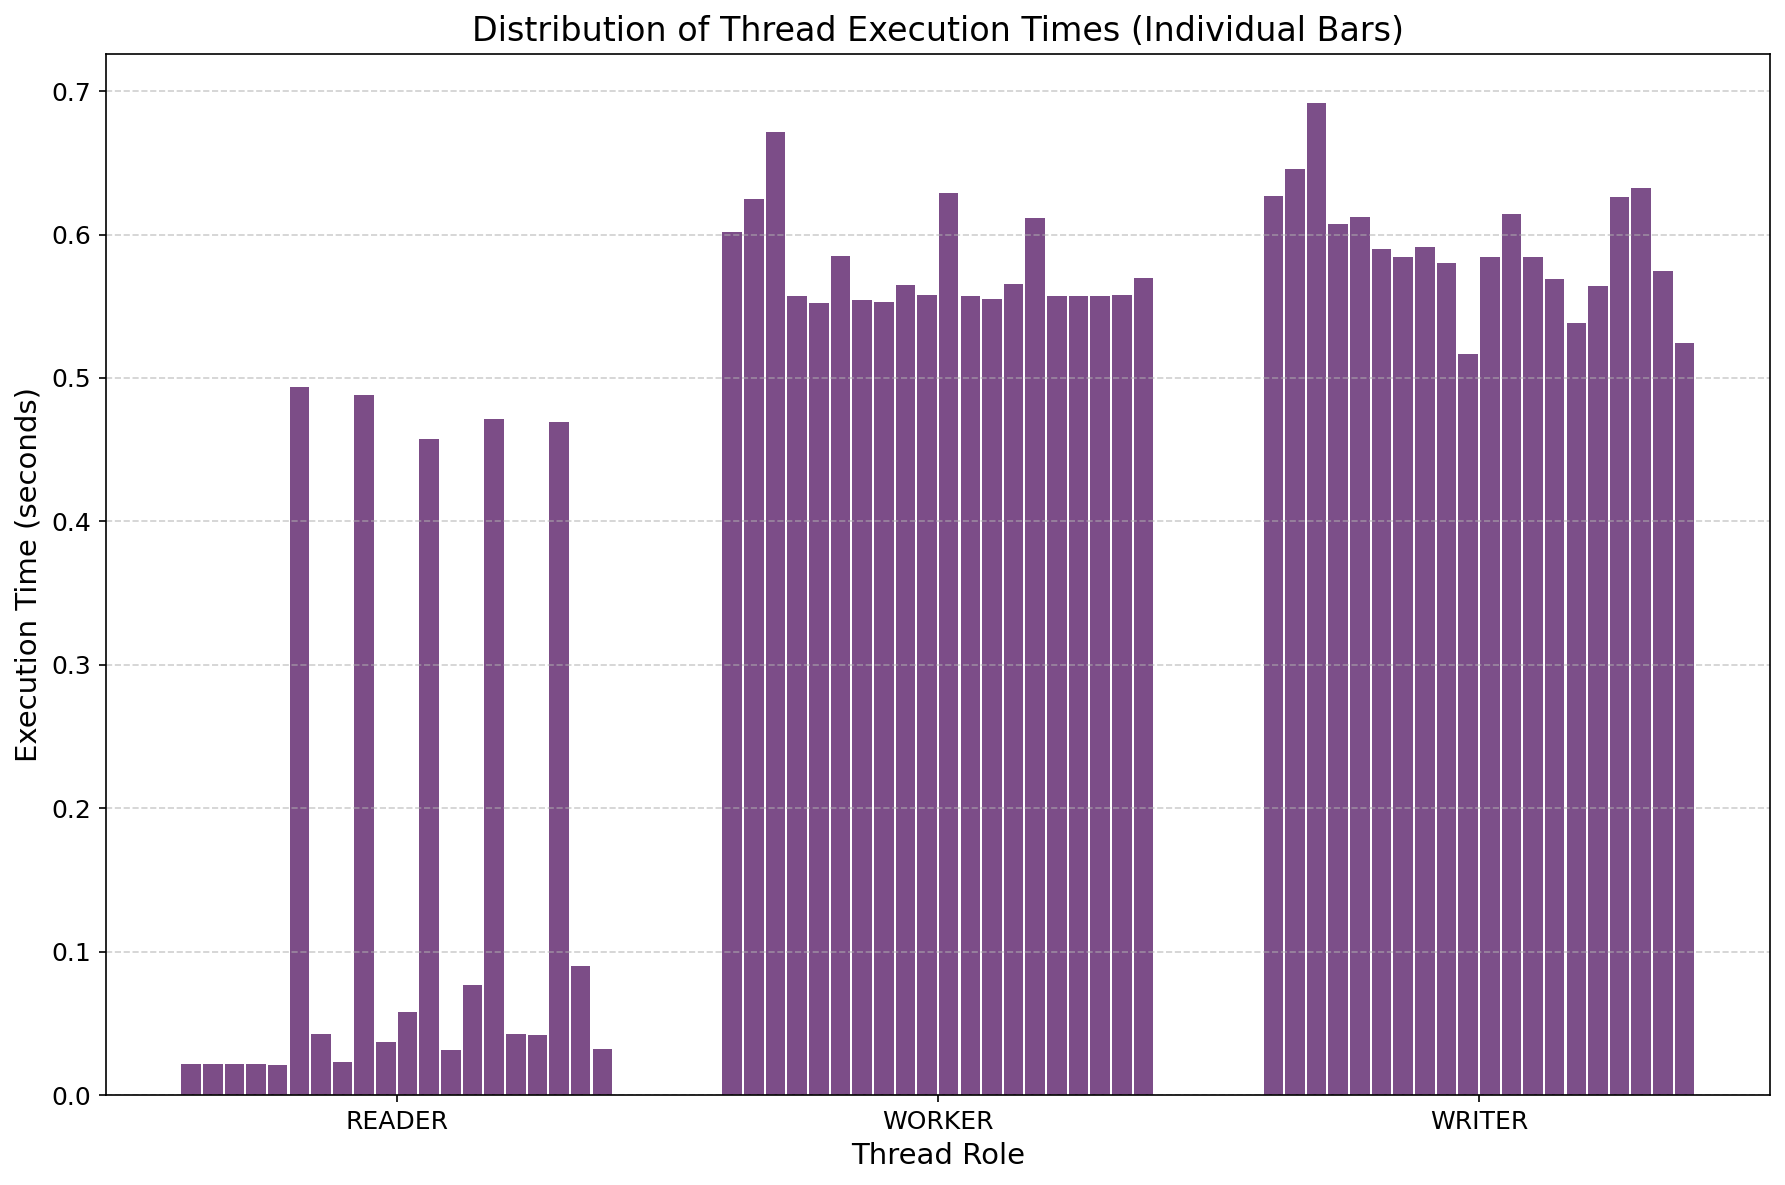 Distribution of Thread Execution Times (Individual Bars)
Execution Time (seconds)
0.7
0.6
0.5
0.4
0.3
0.2
0.1
0.0
READER WORKER WRITER
Thread Role